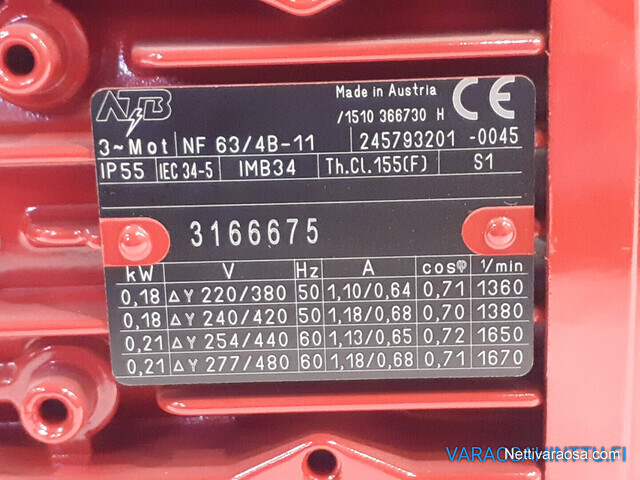 ATB
Made in Austria
CE
/1510 366730 H
3~Mot NF 63/4B-11 245793201 -0045
IP55 IEC 34-5 IMB34 Th.Cl.155(F) S1
3166675
kW V Hz A cosφ 1/min
0,18 ΔY 220/380 50 1,10/0,64 0,71 1360
0,18 ΔY 240/420 50 1,18/0,68 0,70 1380
0,21 ΔY 254/440 60 1,13/0,65 0,72 1650
0,21 ΔY 277/480 60 1,18/0,68 0,71 1670
Nettivaraosa.com